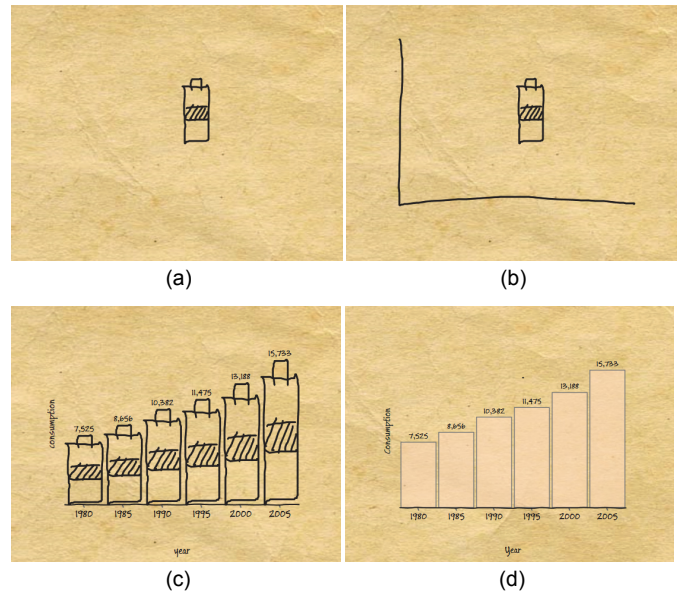 (a)
(b)
15,733
13,188
11,475
10,382
8,656
7,525
consumption
1980 1985 1990 1995 2000 2005
year
(c)
15,733
13,188
11,475
10,382
8,656
7,525
Consumption
1980 1985 1990 1995 2000 2005
Year
(d)